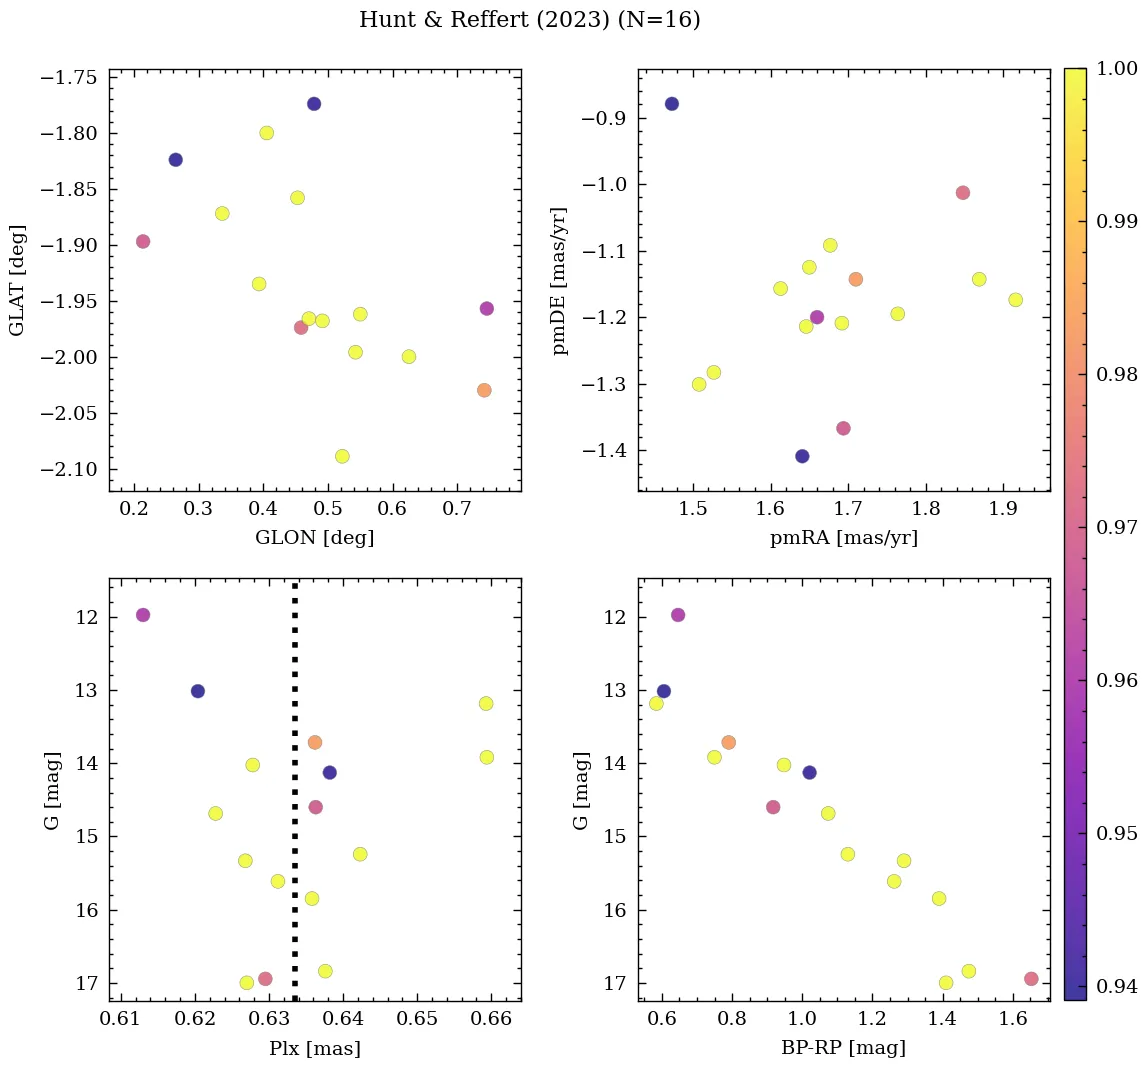 Hunt & Reffert (2023) (N=16)
−1.75
−1.80
−1.85
−1.90
−1.95
−2.00
−2.05
−2.10
GLAT [deg]
0.2 0.3 0.4 0.5 0.6 0.7
GLON [deg]
−0.9
−1.0
−1.1
−1.2
−1.3
−1.4
pmDE [mas/yr]
1.5 1.6 1.7 1.8 1.9
pmRA [mas/yr]
12
13
14
15
16
17
G [mag]
0.61 0.62 0.63 0.64 0.65 0.66
Plx [mas]
12
13
14
15
16
17
G [mag]
0.6 0.8 1.0 1.2 1.4 1.6
BP-RP [mag]
1.00
0.99
0.98
0.97
0.96
0.95
0.94